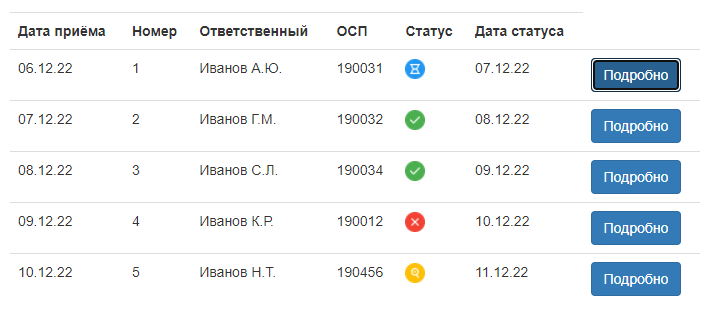 Дата приёма Номер Ответственный ОСП Статус Дата статуса
06.12.22 1 Иванов А.Ю. 190031 07.12.22 Подробно
07.12.22 2 Иванов Г.М. 190032 08.12.22 Подробно
08.12.22 3 Иванов С.Л. 190034 09.12.22 Подробно
09.12.22 4 Иванов К.Р. 190012 10.12.22 Подробно
10.12.22 5 Иванов Н.Т. 190456 11.12.22 Подробно